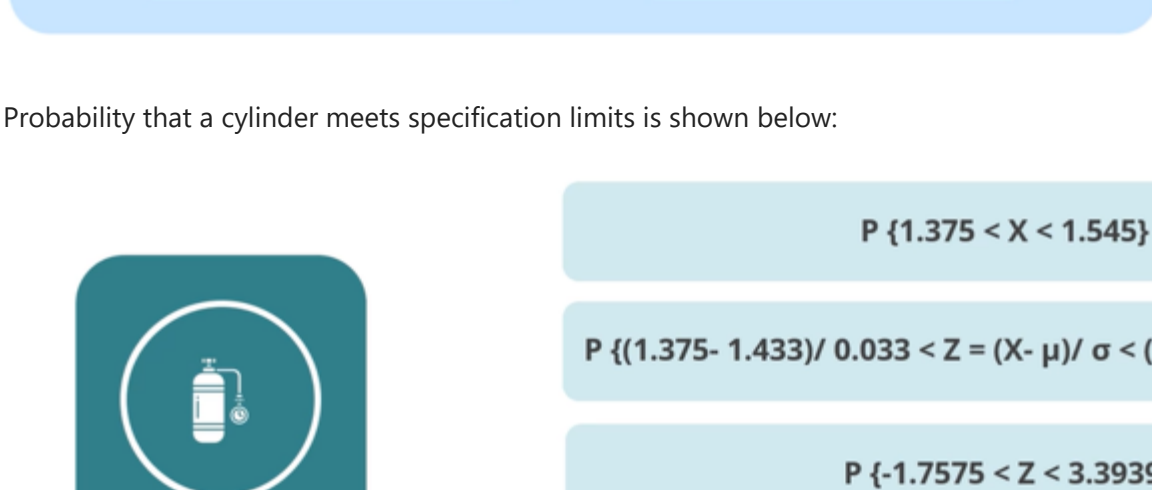 Probability that a cylinder meets specification limits is shown below:
P {1.375 < X < 1.545}
P {(1.375- 1.433)/ 0.033 < Z = (X- μ)/ σ < (
P {-1.7575 < Z < 3.3939